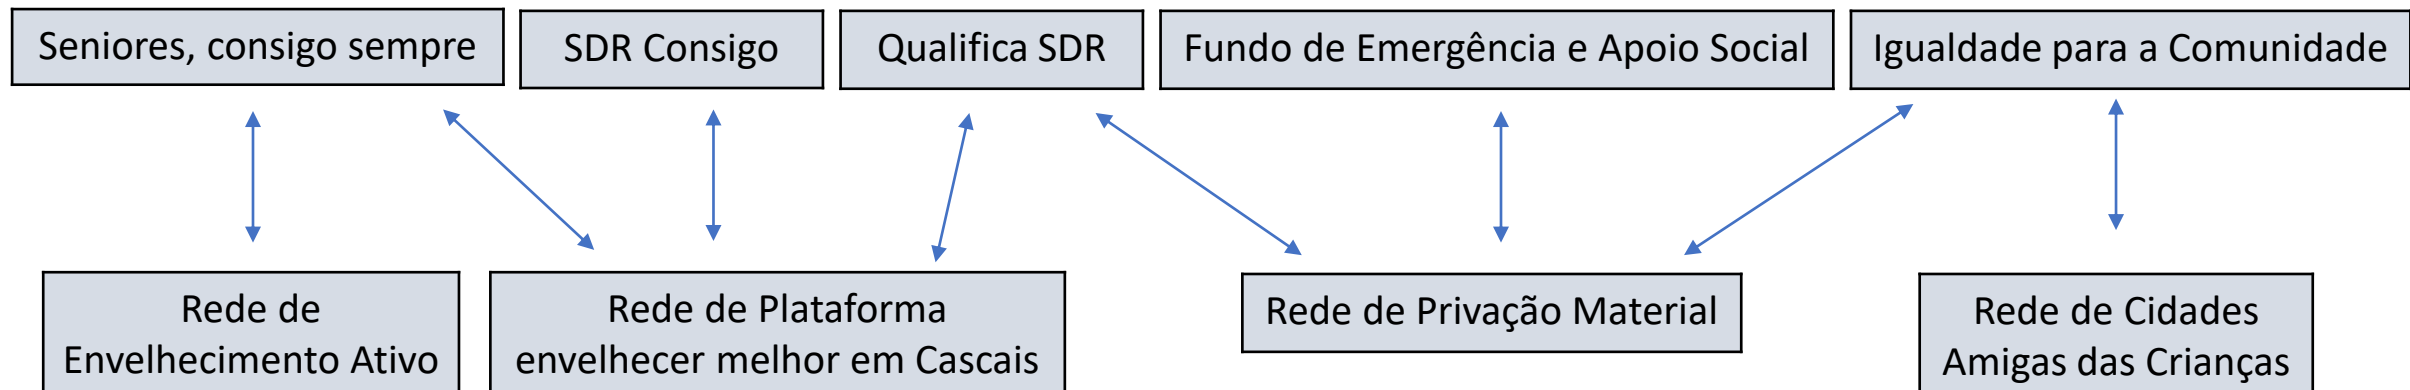 Seniores, consigo sempre
SDR Consigo
Qualifica SDR
Fundo de Emergência e Apoio Social
Igualdade para a Comunidade
Rede de
Envelhecimento Ativo
Rede de Plataforma
envelhecer melhor em Cascais
Rede de Privação Material
Rede de Cidades
Amigas das Crianças